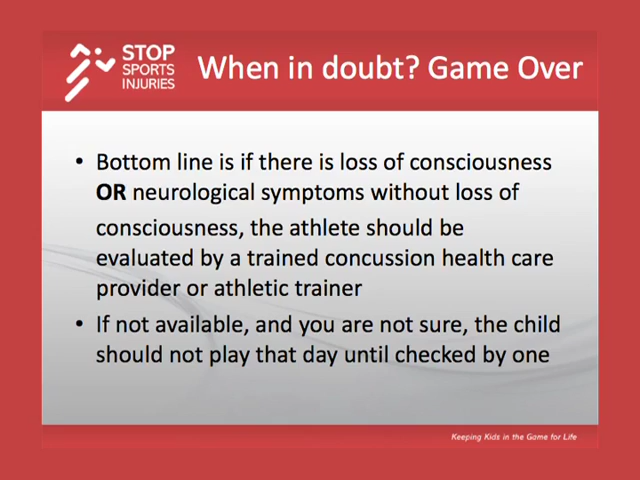 STOP
SPORTS
INJURIES
When in doubt? Game Over
• Bottom line is if there is loss of consciousness
OR neurological symptoms without loss of
consciousness, the athlete should be
evaluated by a trained concussion health care
provider or athletic trainer
• If not available, and you are not sure, the child
should not play that day until checked by one
Keeping Kids in the Game for Life